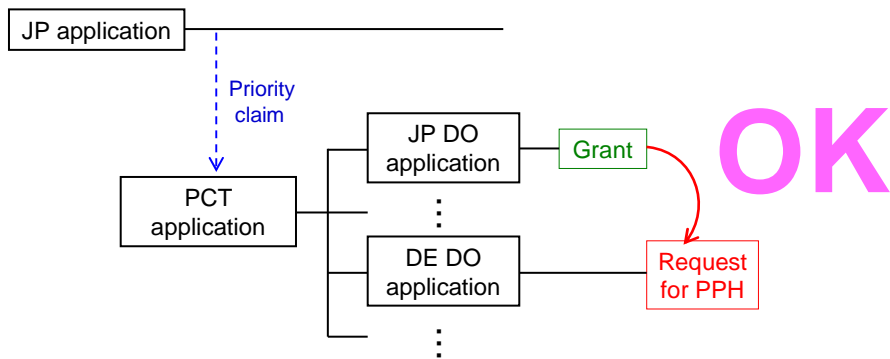 JP application
Priority
claim
PCT
application
JP DO
application
Grant
OK
DE DO
application
Request
for PPH